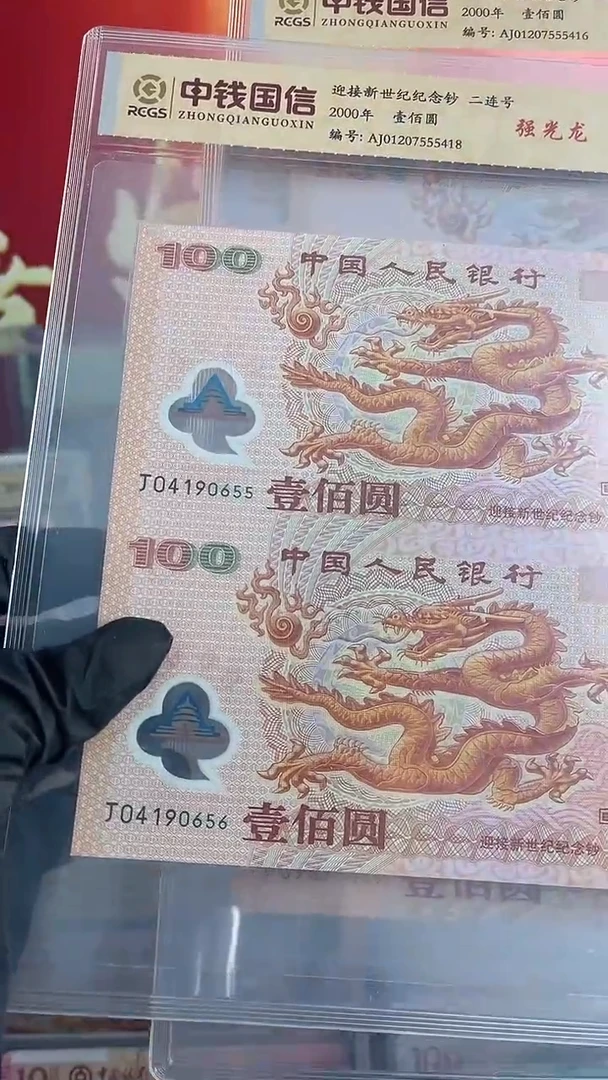 中钱国信
RCGS ZHONGQIANGUOXIN
2000年 壹佰圆
编号: AJ01207555416
中钱国信
RCGS ZHONGQIANGUOXIN
迎接新世纪纪念钞 二连号
2000年 壹佰圆
编号: AJ01207555418
强光龙
100 中国人民银行
J04190655 壹佰圆
迎接新世纪纪念钞
100 中国人民银行
J04190656 壹佰圆
迎接新世纪纪念钞
壹佰圆